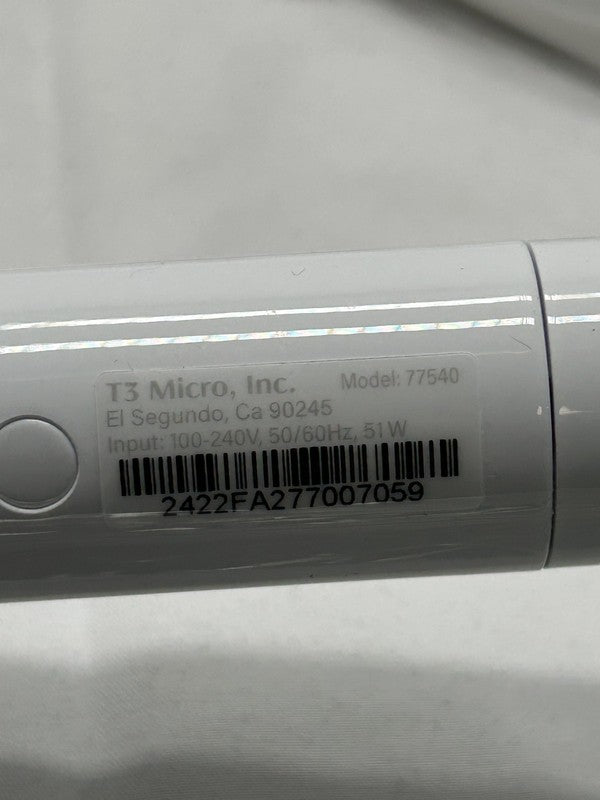 T3 Micro, Inc. Model: 77540
El Segundo, Ca 90245
Input: 100-240V, 50/60Hz, 51W
2422FA277007059